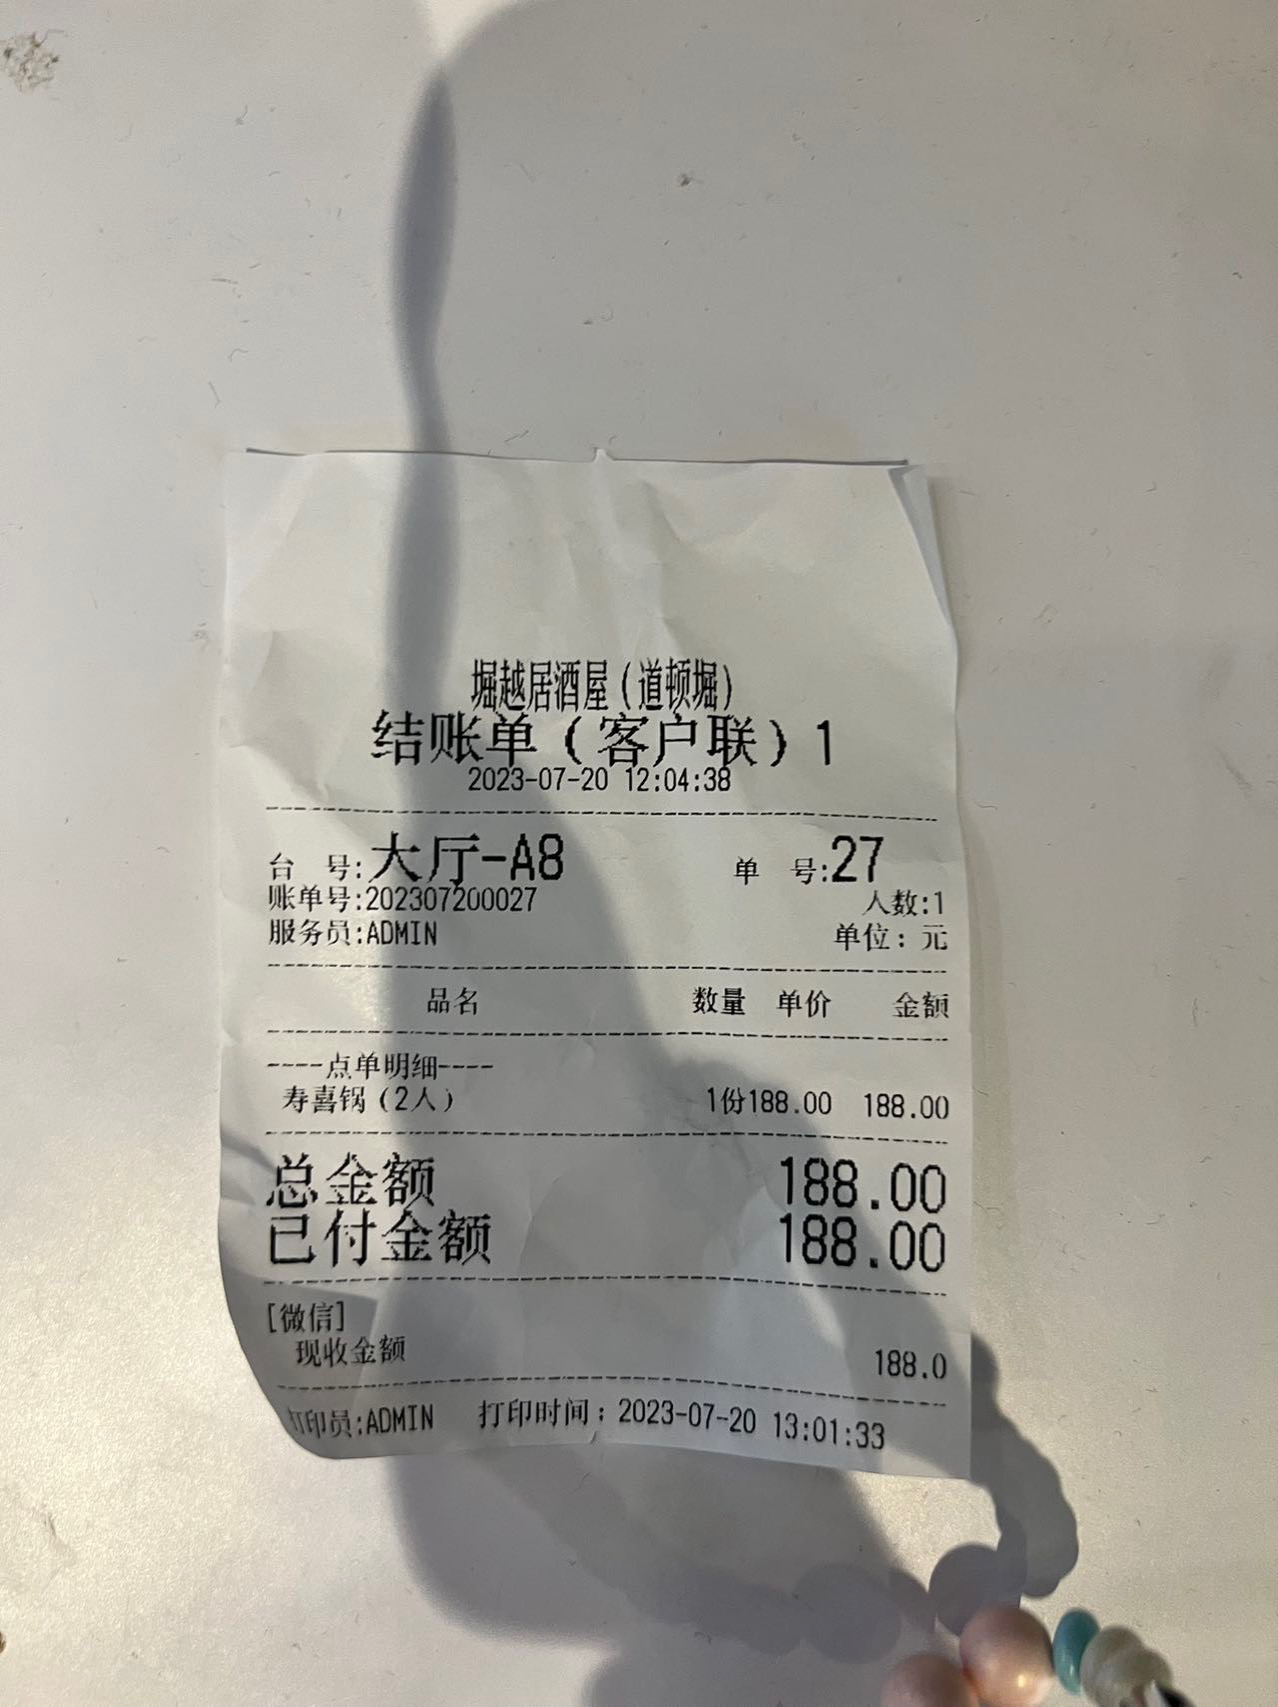 堀越居酒屋（道顿堀）
结账单（客户联）1
2023-07-20 12:04:38
台 号:大厅-A8 单 号:27
账单号:202307200027 人数:1
服务员:ADMIN 单位：元
品名 数量 单价 金额
----点单明细----
寿喜锅（2人） 1份188.00 188.00
总金额 188.00
已付金额 188.00
[微信]
现收金额 188.0
打印员:ADMIN 打印时间：2023-07-20 13:01:33